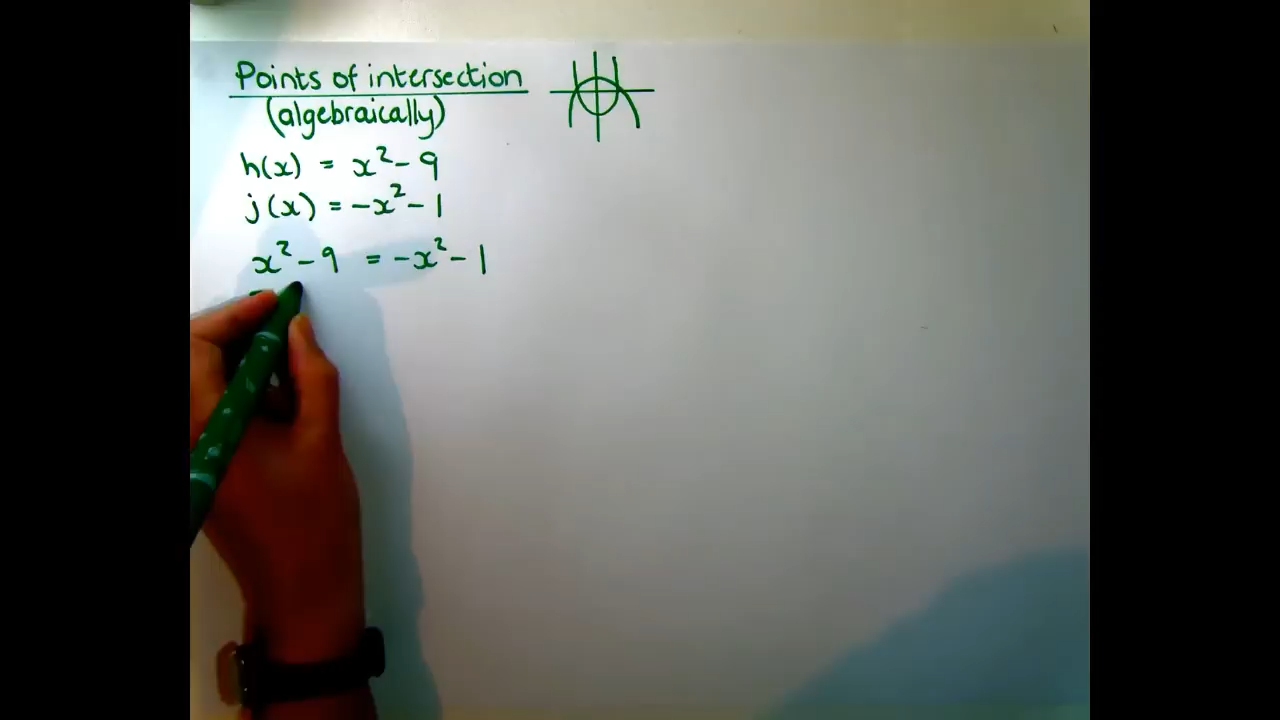 Points of intersection
(algebraically)
h(x) = x² - 9
j(x) = -x² - 1
x² - 9 = -x² - 1